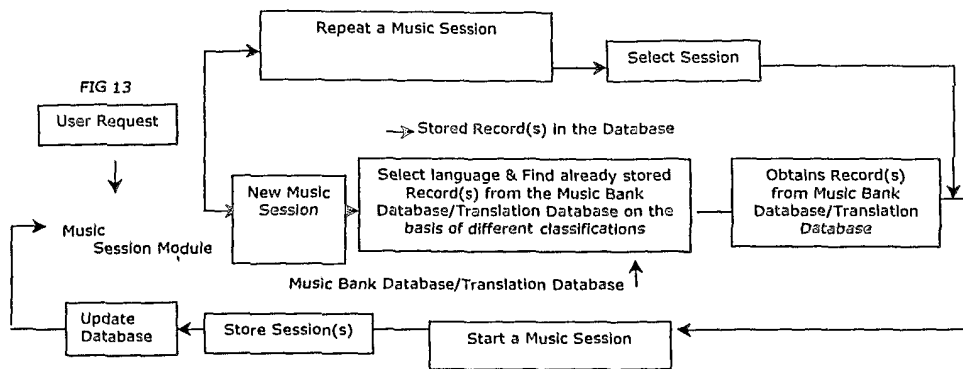 Repeat a Music Session
Select Session
FIG 13
User Request
Stored Record(s) in the Database
New Music
Session
Select language & Find already stored
Record(s) from the Music Bank
Database/Translation Database on the
basis of different classifications
Obtains Record(s)
from Music Bank
Database/Translation
Database
Music
Session Module
Music Bank Database/Translation Database
Update
Database
Store Session(s)
Start a Music Session